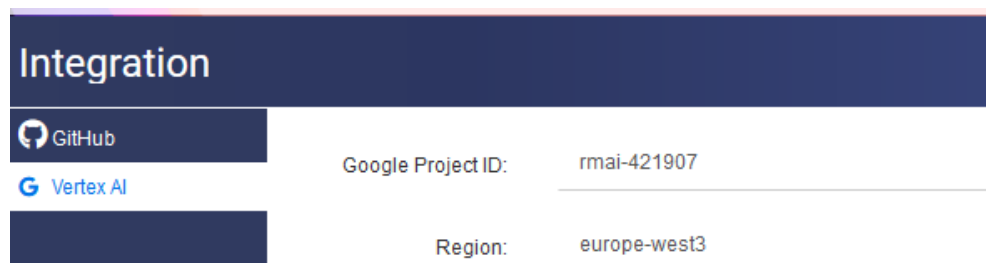 Integration
GitHub
Vertex AI
Google Project ID: rmai-421907
Region: europe-west3